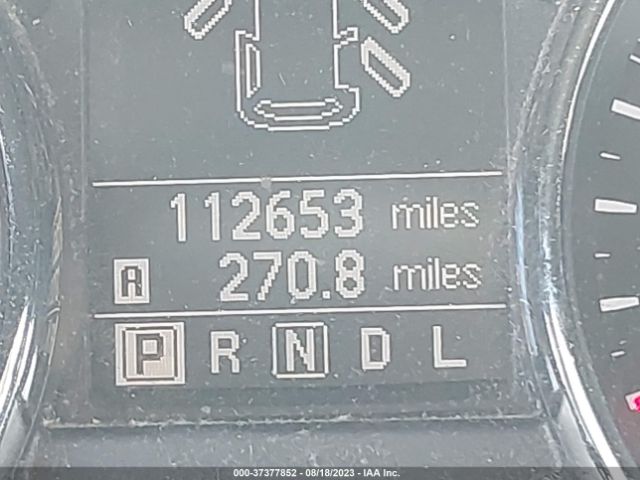 112653 miles
A 270.8 miles
P R N D L
000-37377852 - 08/18/2023 - IAA Inc.